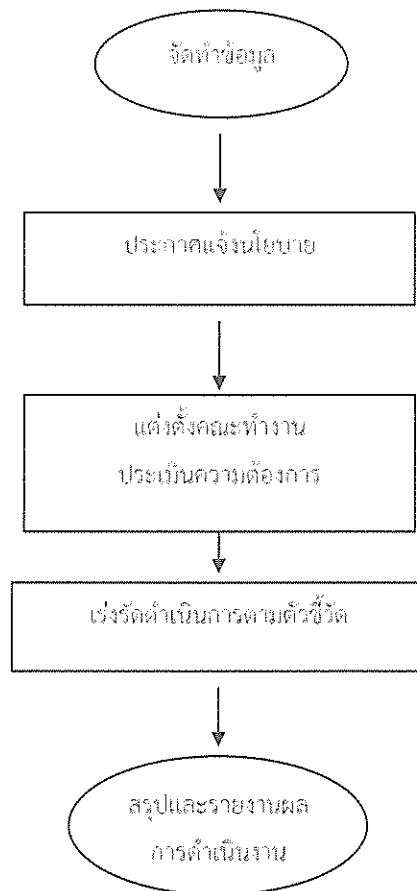 จัดทำข้อมูล
ประกาศแจ้งนโยบาย
แต่งตั้งคณะทำงาน
ประเมินความต้องการ
เร่งรัดดำเนินการตามตัวชี้วัด
สรุปและรายงานผล
การดำเนินงาน